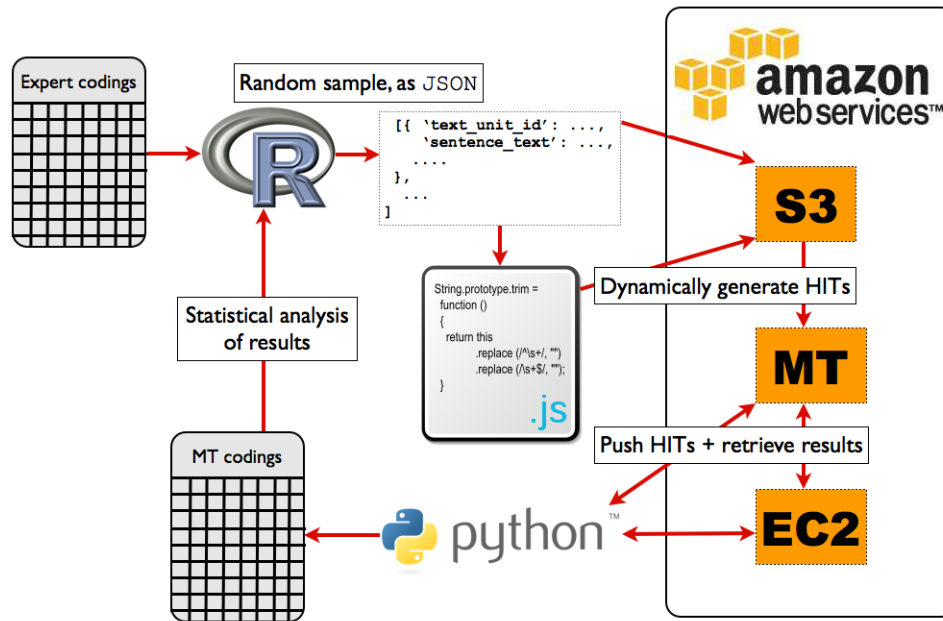 Expert codings
Random sample, as JSON
R
[{ ‘text_unit_id’: ...,
‘sentence_text’: ...,
....
},
...
]
amazon
web services™
S3
String.prototype.trim =
function ()
{
return this
.replace (/^\s+/, "")
.replace (/\s+$/, "");
}
.js
Dynamically generate HITs
Statistical analysis
of results
MT
Push HITs + retrieve results
MT codings
python™
EC2